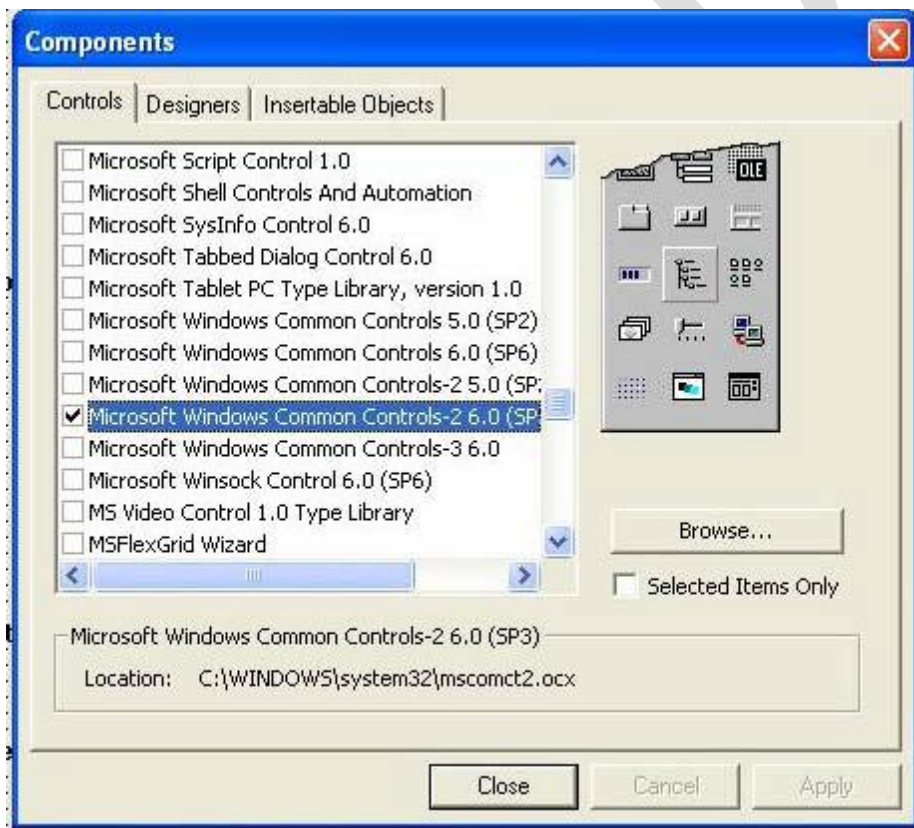 Components
Controls
Designers
Insertable Objects
Microsoft Script Control 1.0
Microsoft Shell Controls And Automation
Microsoft SysInfo Control 6.0
Microsoft Tabbed Dialog Control 6.0
Microsoft Tablet PC Type Library, version 1.0
Microsoft Windows Common Controls 5.0 (SP2)
Microsoft Windows Common Controls 6.0 (SP6)
Microsoft Windows Common Controls-2 5.0 (SP2
Microsoft Windows Common Controls-2 6.0 (SP
Microsoft Windows Common Controls-3 6.0
Microsoft Winsock Control 6.0 (SP6)
MS Video Control 1.0 Type Library
MSFlexGrid Wizard
OLE
Browse...
Selected Items Only
Microsoft Windows Common Controls-2 6.0 (SP3)
Location: C:\WINDOWS\system32\mscomct2.ocx
Close
Cancel
Apply